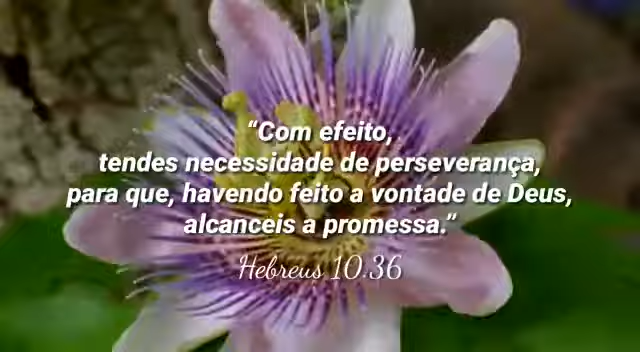 “Com efeito,
tendes necessidade de perseverança,
para que, havendo feito a vontade de Deus,
alcanceis a promessa.”
Hebreus 10.36